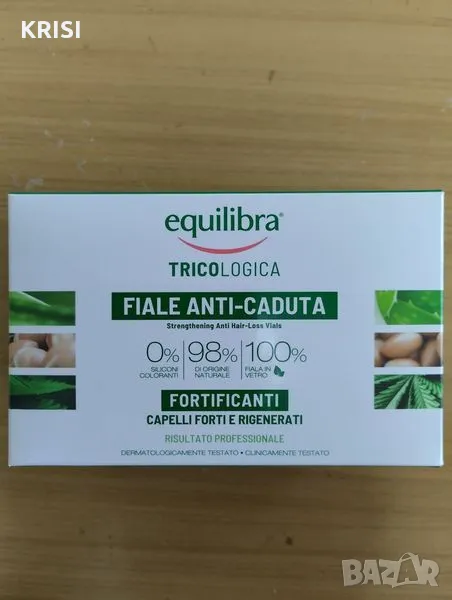 KRISI
equilibra®
TRICOLOGICA
FIALE ANTI-CADUTA
Strengthening Anti Hair-Loss Vials
0% 98% 100%
SILICONI DI ORIGINE FIALA IN
COLORANTI NATURALE VETRO
FORTIFICANTI
CAPELLI FORTI E RIGENERATI
RISULTATO PROFESSIONALE
DERMATOLOGICAMENTE TESTATO • CLINICAMENTE TESTATO
BAZAR